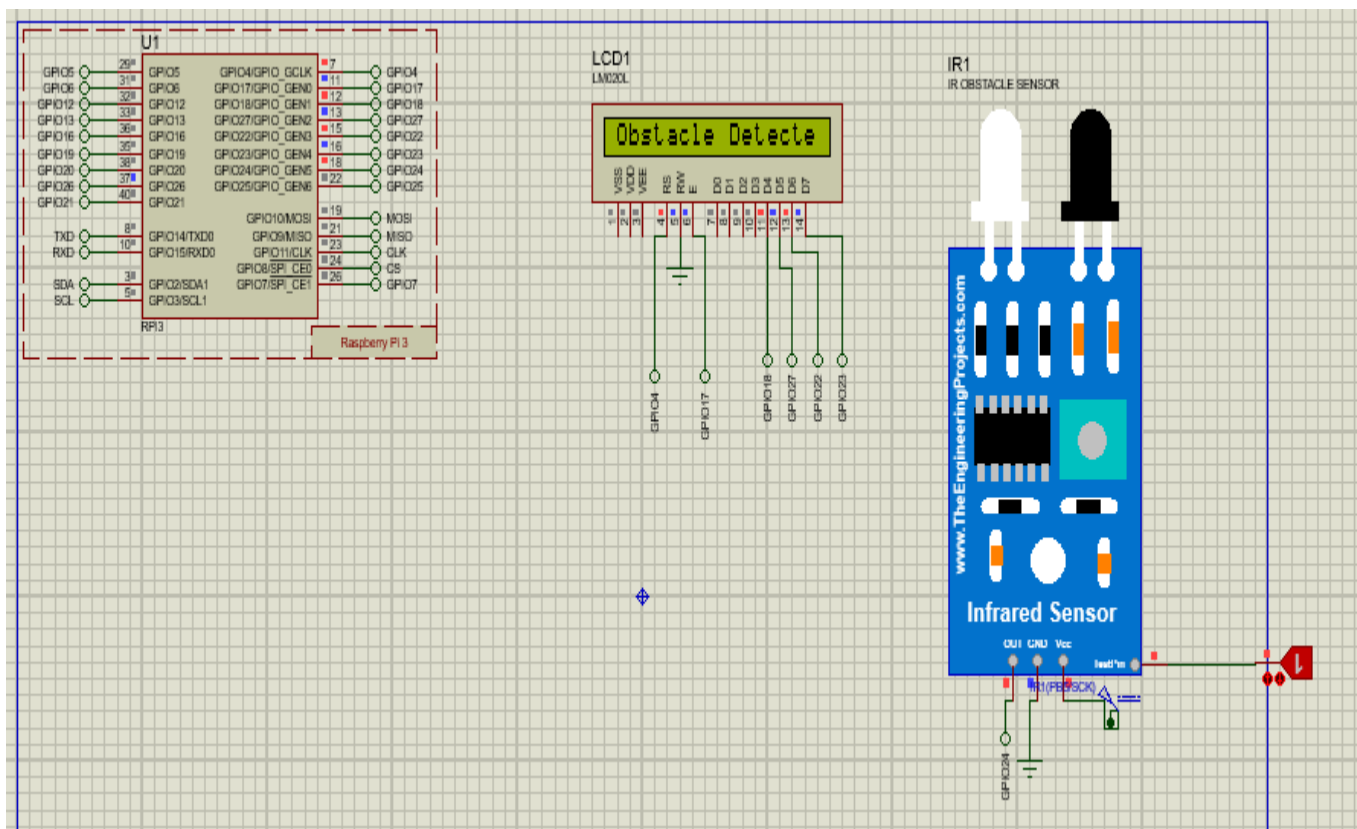 U1
GPIO5
GPIO6
GPIO12
GPIO13
GPIO16
GPIO19
GPIO20
GPIO26
GPIO21
TXD
RXD
SDA
SCL
29
31
32
33
36
35
38
37
40
8
10
3
5
GPIO5
GPIO6
GPIO12
GPIO13
GPIO16
GPIO19
GPIO20
GPIO26
GPIO21
GPIO14/TXD0
GPIO15/RXD0
GPIO2/SDA1
GPIO3/SCL1
GPIO4/GPIO_GCLK
GPIO17/GPIO_GEN0
GPIO18/GPIO_GEN1
GPIO27/GPIO_GEN2
GPIO22/GPIO_GEN3
GPIO23/GPIO_GEN4
GPIO24/GPIO_GEN5
GPIO25/GPIO_GEN6
GPIO10/MOSI
GPIO9/MISO
GPIO11/CLK
GPIO8/SPI_CE0
GPIO7/SPI_CE1
7
11
12
13
15
16
18
22
19
21
23
24
26
GPIO4
GPIO17
GPIO18
GPIO27
GPIO22
GPIO23
GPIO24
GPIO25
MOSI
MISO
CLK
CS
GPIO7
RPI3
Raspberry Pi 3
LCD1
LM020L
Obstacle Detecte
VSS
VDD
VEE
RS
RW
E
D0
D1
D2
D3
D4
D5
D6
D7
1
2
3
4
5
6
7
8
9
10
11
12
13
14
GPIO4
GPIO17
GPIO18
GPIO27
GPIO22
GPIO23
IR1
IR OBSTACLE SENSOR
www.TheEngineeringProjects.com
Infrared Sensor
OUT GND Vcc
TestPin
IR1(PB5/SCK)
GPIO24
1